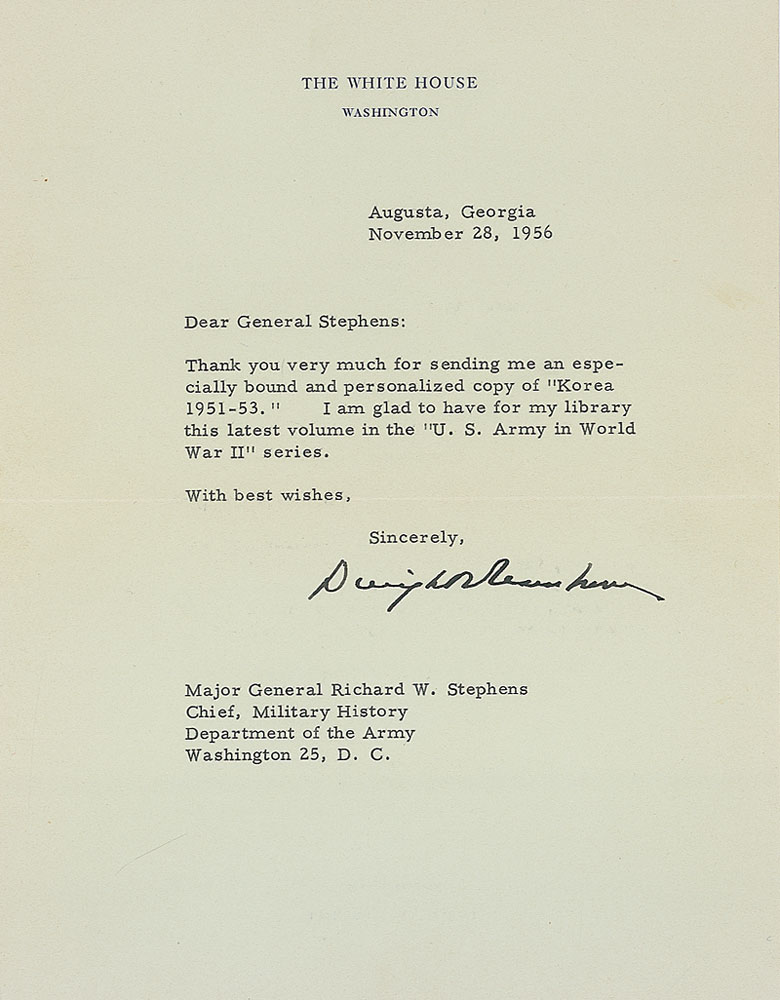 THE WHITE HOUSE
WASHINGTON
Augusta, Georgia
November 28, 1956
Dear General Stephens:
Thank you very much for sending me an espe-
cially bound and personalized copy of "Korea
1951-53." I am glad to have for my library
this latest volume in the "U. S. Army in World
War II" series.
With best wishes,
Sincerely,
Dwight D Eisenhower
Major General Richard W. Stephens
Chief, Military History
Department of the Army
Washington 25, D. C.